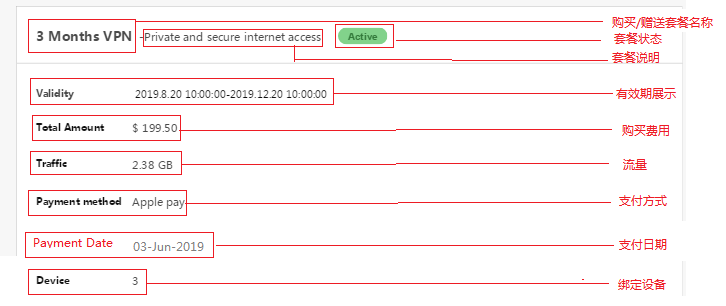 3 Months VPN -Private and secure internet access Active 购买/赠送套餐名称
套餐状态
套餐说明
Validity 2019.8.20 10:00:00-2019.12.20 10:00:00 有效期展示
Total Amount $ 199.50 购买费用
Traffic 2.38 GB 流量
Payment method Apple pay 支付方式
Payment Date 03-Jun-2019 支付日期
Device 3 绑定设备